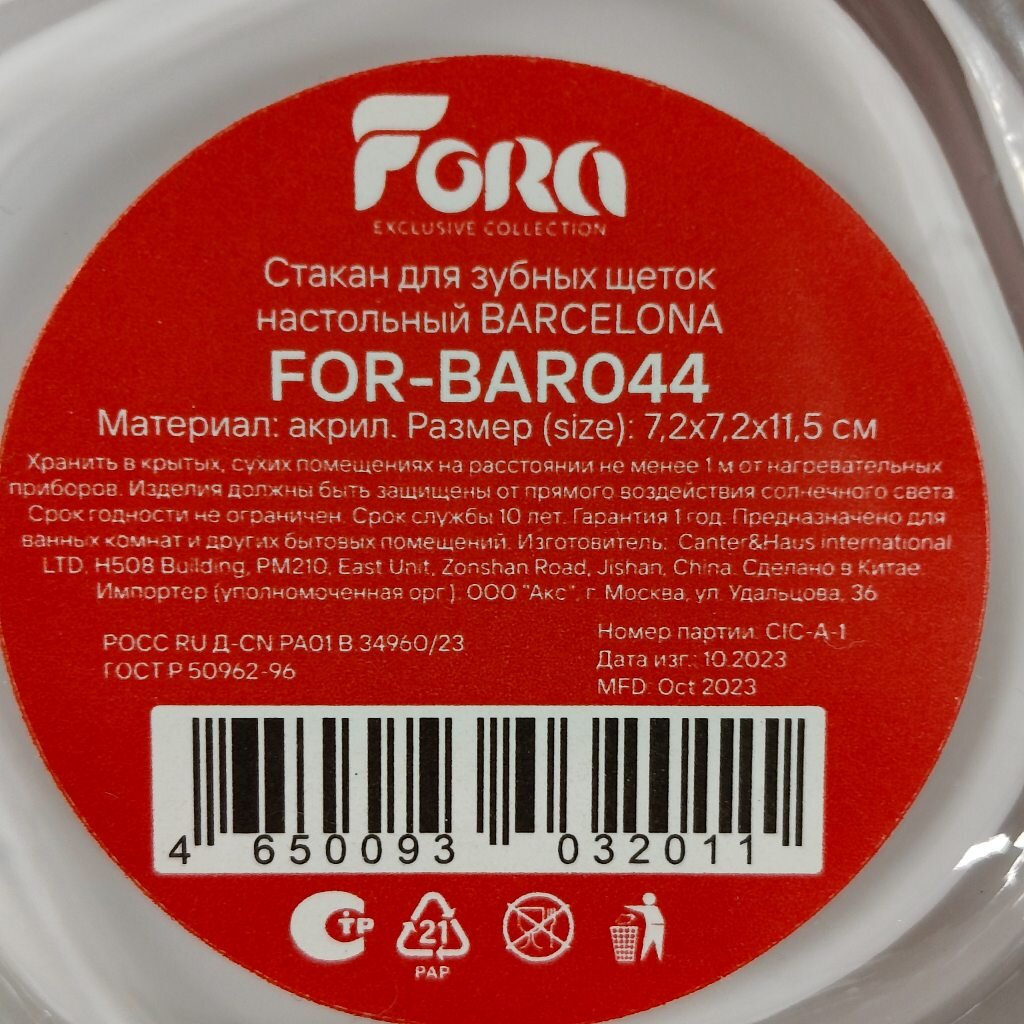 FORA
EXCLUSIVE COLLECTION
Стакан для зубных щеток
настольный BARCELONA
FOR-BAR044
Материал: акрил. Размер (size): 7,2x7,2x11,5 см
Хранить в крытых, сухих помещениях на расстоянии не менее 1 м от нагревательных
приборов. Изделия должны быть защищены от прямого воздействия солнечного света.
Срок годности не ограничен. Срок службы 10 лет. Гарантия 1 год. Предназначено для
ванных комнат и других бытовых помещений. Изготовитель: Canter&Haus international
LTD, H508 Building, PM210, East Unit, Zonshan Road, Jishan, China. Сделано в Китае.
Импортер (уполномоченная орг.): ООО "Акс", г. Москва, ул. Удальцова, 36
РОСС RU Д-CN РА01 В.34960/23
ГОСТ Р 50962-96
Номер партии: CIC-A-1
Дата изг.: 10.2023
MFD: Oct 2023
4 650093 032011
СТР
21
PAP